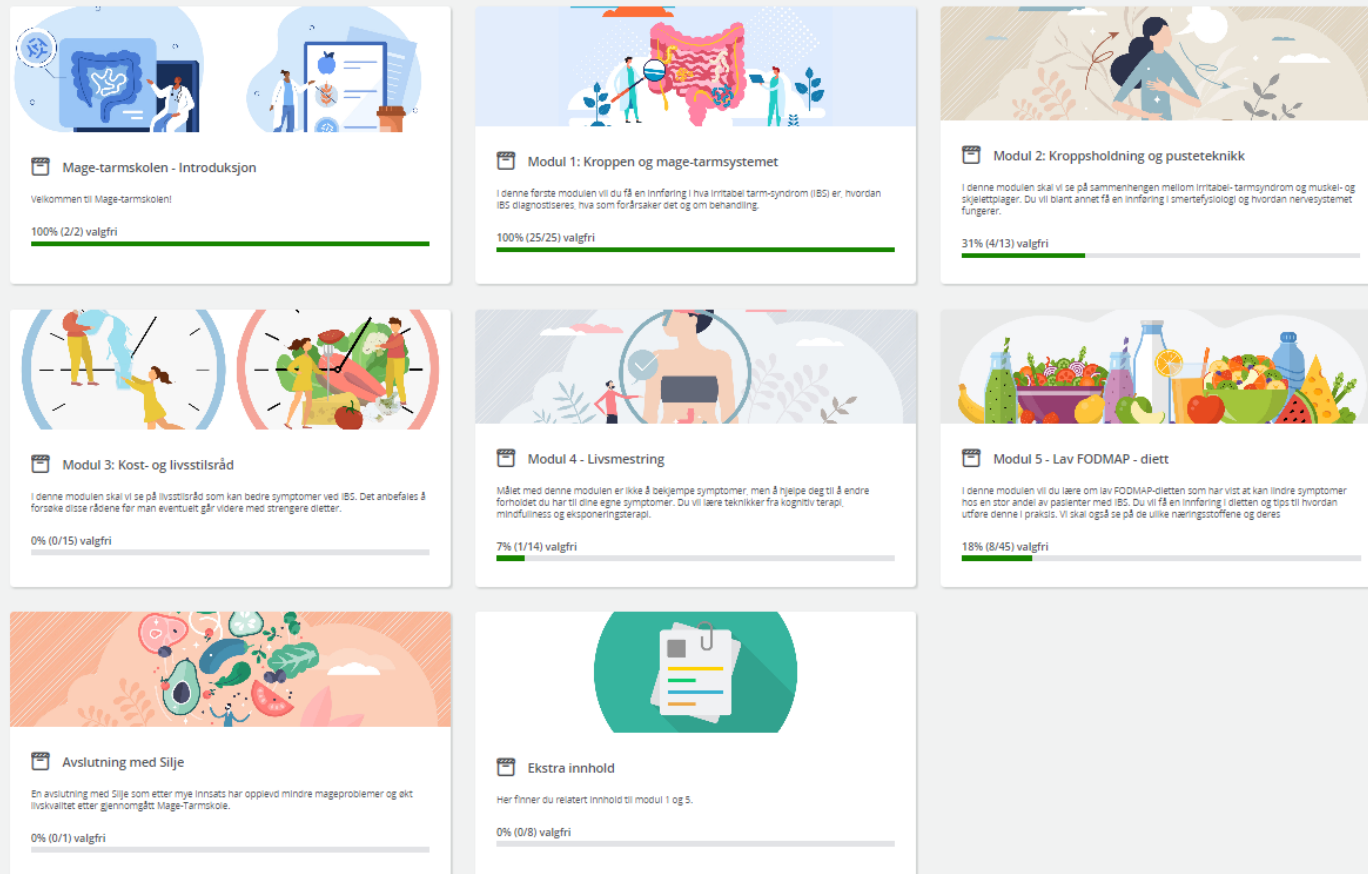 Mage-tarmskolen - Introduksjon
Velkommen til Mage-tarmskolen!
100% (2/2) valgfri
Modul 1: Kroppen og mage-tarmsystemet
I denne første modulen vil du få en innføring i hva irritabel tarm-syndrom (IBS) er, hvordan
IBS diagnostiseres, hva som forårsaker det og om behandling.
100% (25/25) valgfri
Modul 2: Kroppsholdning og pusteteknikk
I denne modulen skal vi se på sammenhengen mellom irritabel- tarmsyndrom og muskel- og
skjelettplager. Du vil blant annet få en innføring i smertefysiologi og hvordan nervesystemet
fungerer.
31% (4/13) valgfri
Modul 3: Kost- og livsstilsråd
I denne modulen skal vi se på livsstilsråd som kan bedre symptomer ved IBS. Det anbefales å
forsøke disse rådene før man eventuelt går videre med strengere dietter.
0% (0/15) valgfri
Modul 4 - Livsmestring
Målet med denne modulen er ikke å bekjempe symptomer, men å hjelpe deg til å endre
forholdet du har til dine egne symptomer. Du vil lære teknikker fra kognitiv terapi,
mindfullness og eksponeringsterapi.
7% (1/14) valgfri
Modul 5 - Lav FODMAP - diett
I denne modulen vil du lære om lav FODMAP-dietten som har vist at kan lindre symptomer
hos en stor andel av pasienter med IBS. Du vil få en innføring i dietten og tips til hvordan
utføre denne i praksis. Vi skal også se på de ulike næringsstoffene og deres
18% (8/45) valgfri
Avslutning med Silje
En avslutning med Silje som etter mye innsats har opplevd mindre mageproblemer og økt
livskvalitet etter gjennomgått Mage-Tarmskole.
0% (0/1) valgfri
Ekstra innhold
Her finner du relatert innhold til modul 1 og 5.
0% (0/8) valgfri